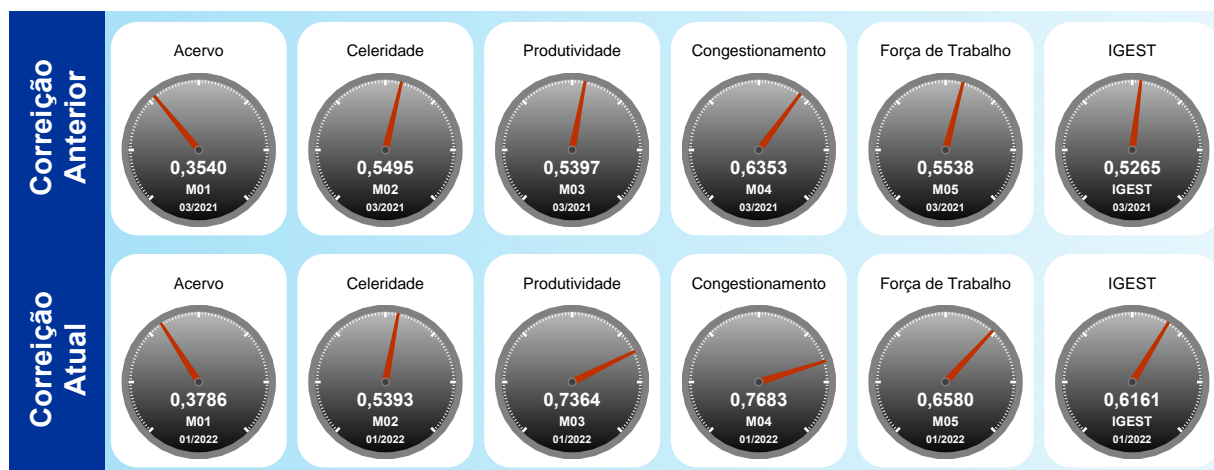 Correição
Anterior
Acervo
0,3540
M01
03/2021
Celeridade
0,5495
M02
03/2021
Produtividade
0,5397
M03
03/2021
Congestionamento
0,6353
M04
03/2021
Força de Trabalho
0,5538
M05
03/2021
IGEST
0,5265
IGEST
03/2021
Correição
Atual
Acervo
0,3786
M01
01/2022
Celeridade
0,5393
M02
01/2022
Produtividade
0,7364
M03
01/2022
Congestionamento
0,7683
M04
01/2022
Força de Trabalho
0,6580
M05
01/2022
IGEST
0,6161
IGEST
01/2022